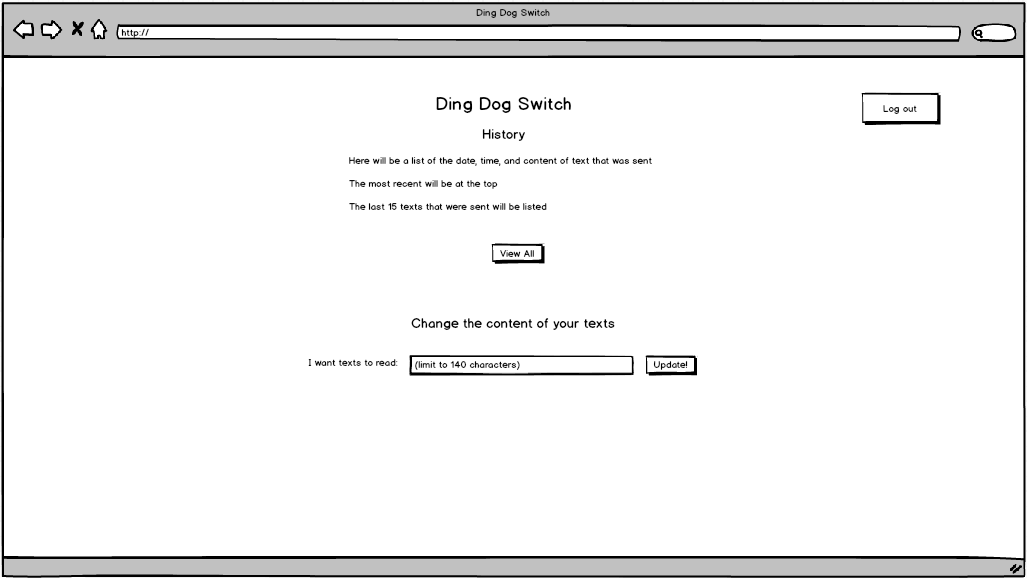 Ding Dog Switch
http://
Ding Dog Switch
Log out
History
Here will be a list of the date, time, and content of text that was sent
The most recent will be at the top
The last 15 texts that were sent will be listed
View All
Change the content of your texts
I want texts to read: (limit to 140 characters) Update!